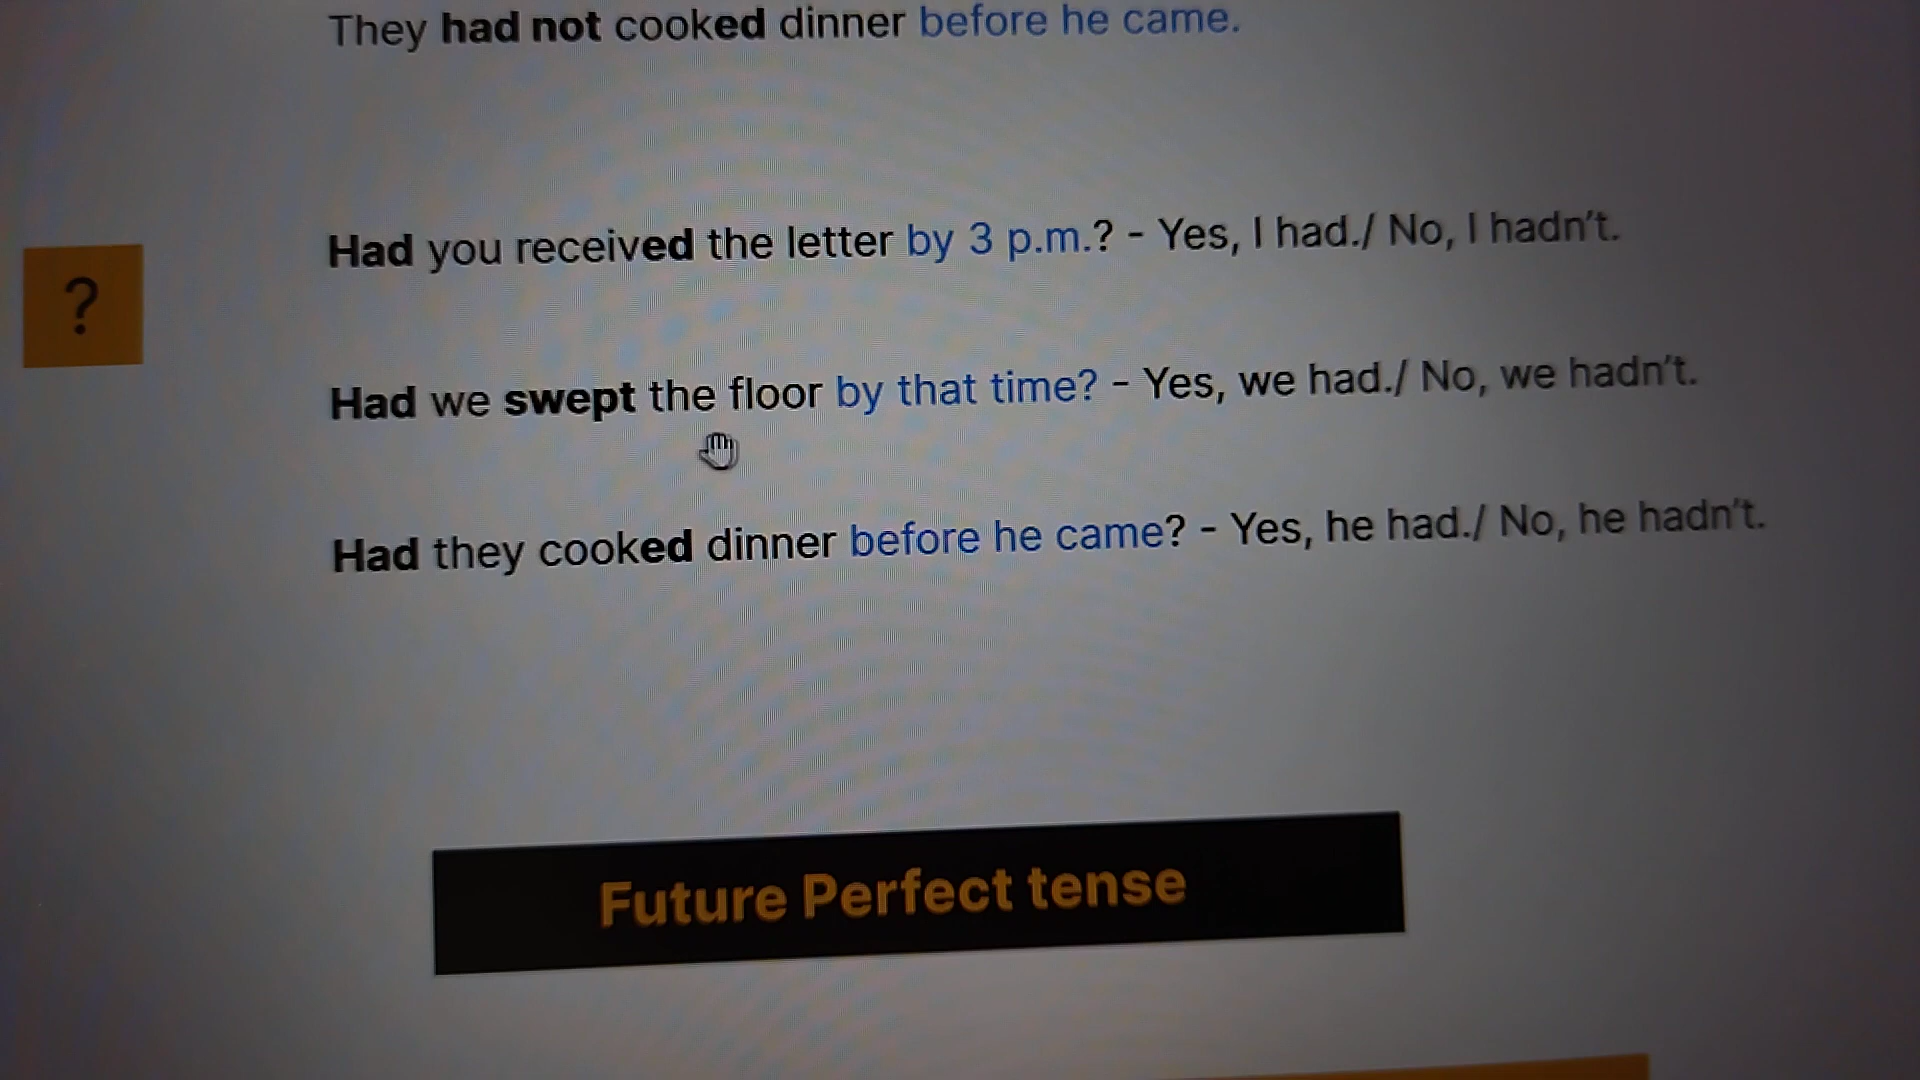 They had not cooked dinner before he came.
Had you received the letter by 3 p.m.? - Yes, I had./ No, I hadn't.
?
Had we swept the floor by that time? - Yes, we had./ No, we hadn't.
Had they cooked dinner before he came? - Yes, he had./ No, he hadn't.
Future Perfect tense